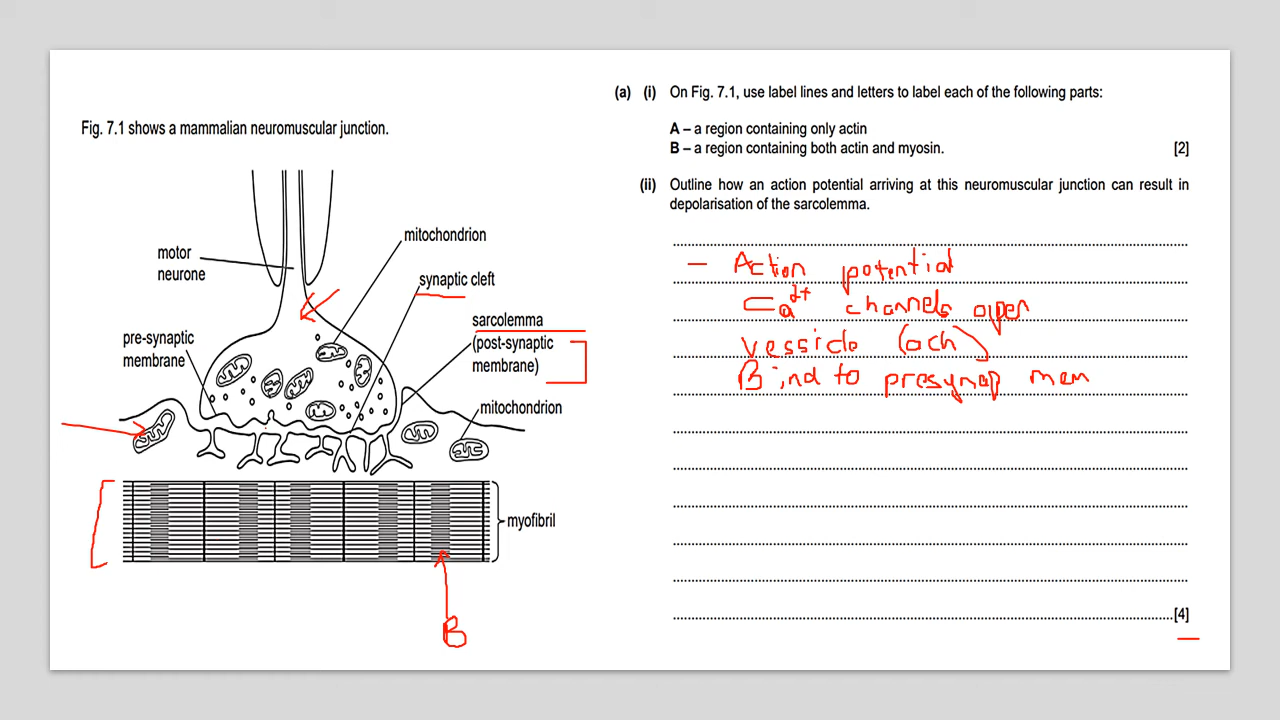 Fig. 7.1 shows a mammalian neuromuscular junction.
motor
neurone
mitochondrion
synaptic cleft
sarcolemma
(post-synaptic
membrane)
pre-synaptic
membrane
mitochondrion
myofibril
B
(a) (i) On Fig. 7.1, use label lines and letters to label each of the following parts:
A – a region containing only actin
B – a region containing both actin and myosin. [2]
(ii) Outline how an action potential arriving at this neuromuscular junction can result in
depolarisation of the sarcolemma.
– Action potential
Ca2+ channels open
vessicle (ach)
Bind to presynap mem
[4]